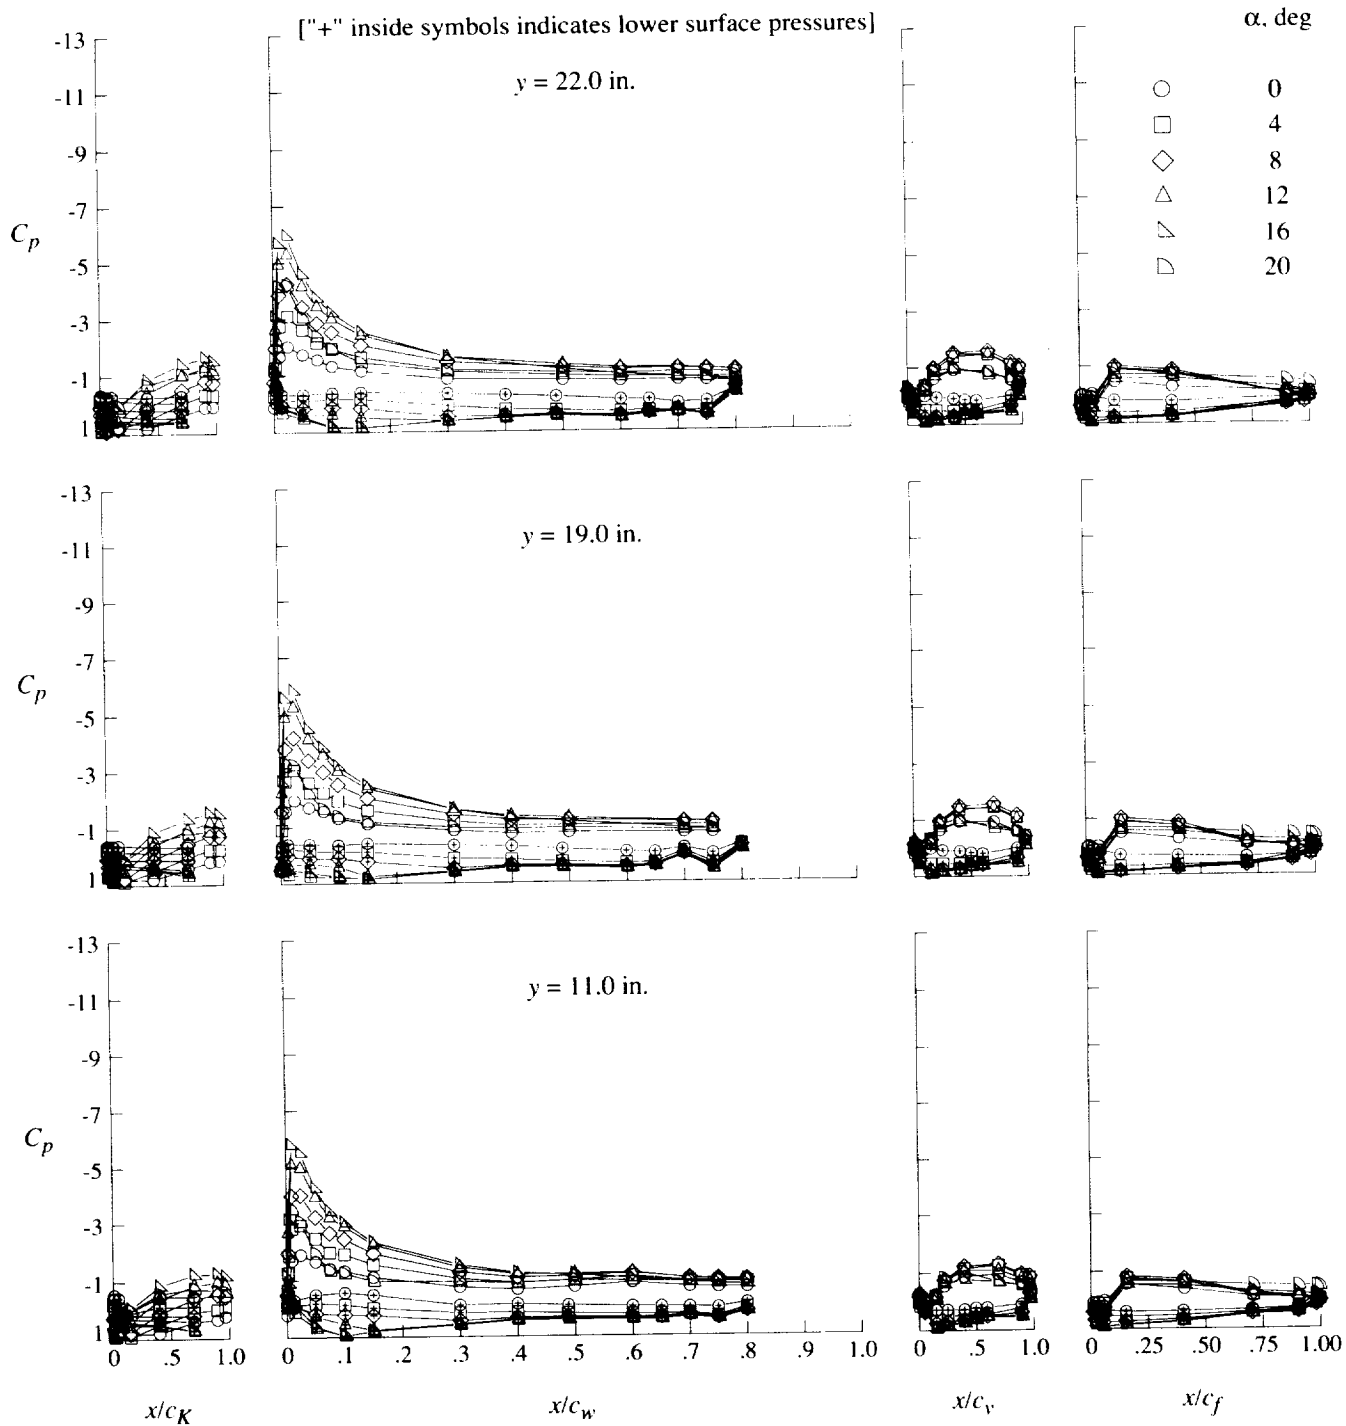 ["+" inside symbols indicates lower surface pressures]
α, deg
y = 22.0 in.
0
4
8
12
16
20
-13
-11
-9
-7
-5
-3
-1
1
C_p
y = 19.0 in.
-13
-11
-9
-7
-5
-3
-1
1
C_p
y = 11.0 in.
-13
-11
-9
-7
-5
-3
-1
1
C_p
0 .5 1.0
0 .1 .2 .3 .4 .5 .6 .7 .8 1.0
0 .5 1.0
0 .25 .50 .75 1.00
x/c_K
x/c_w
x/c_v
x/c_f